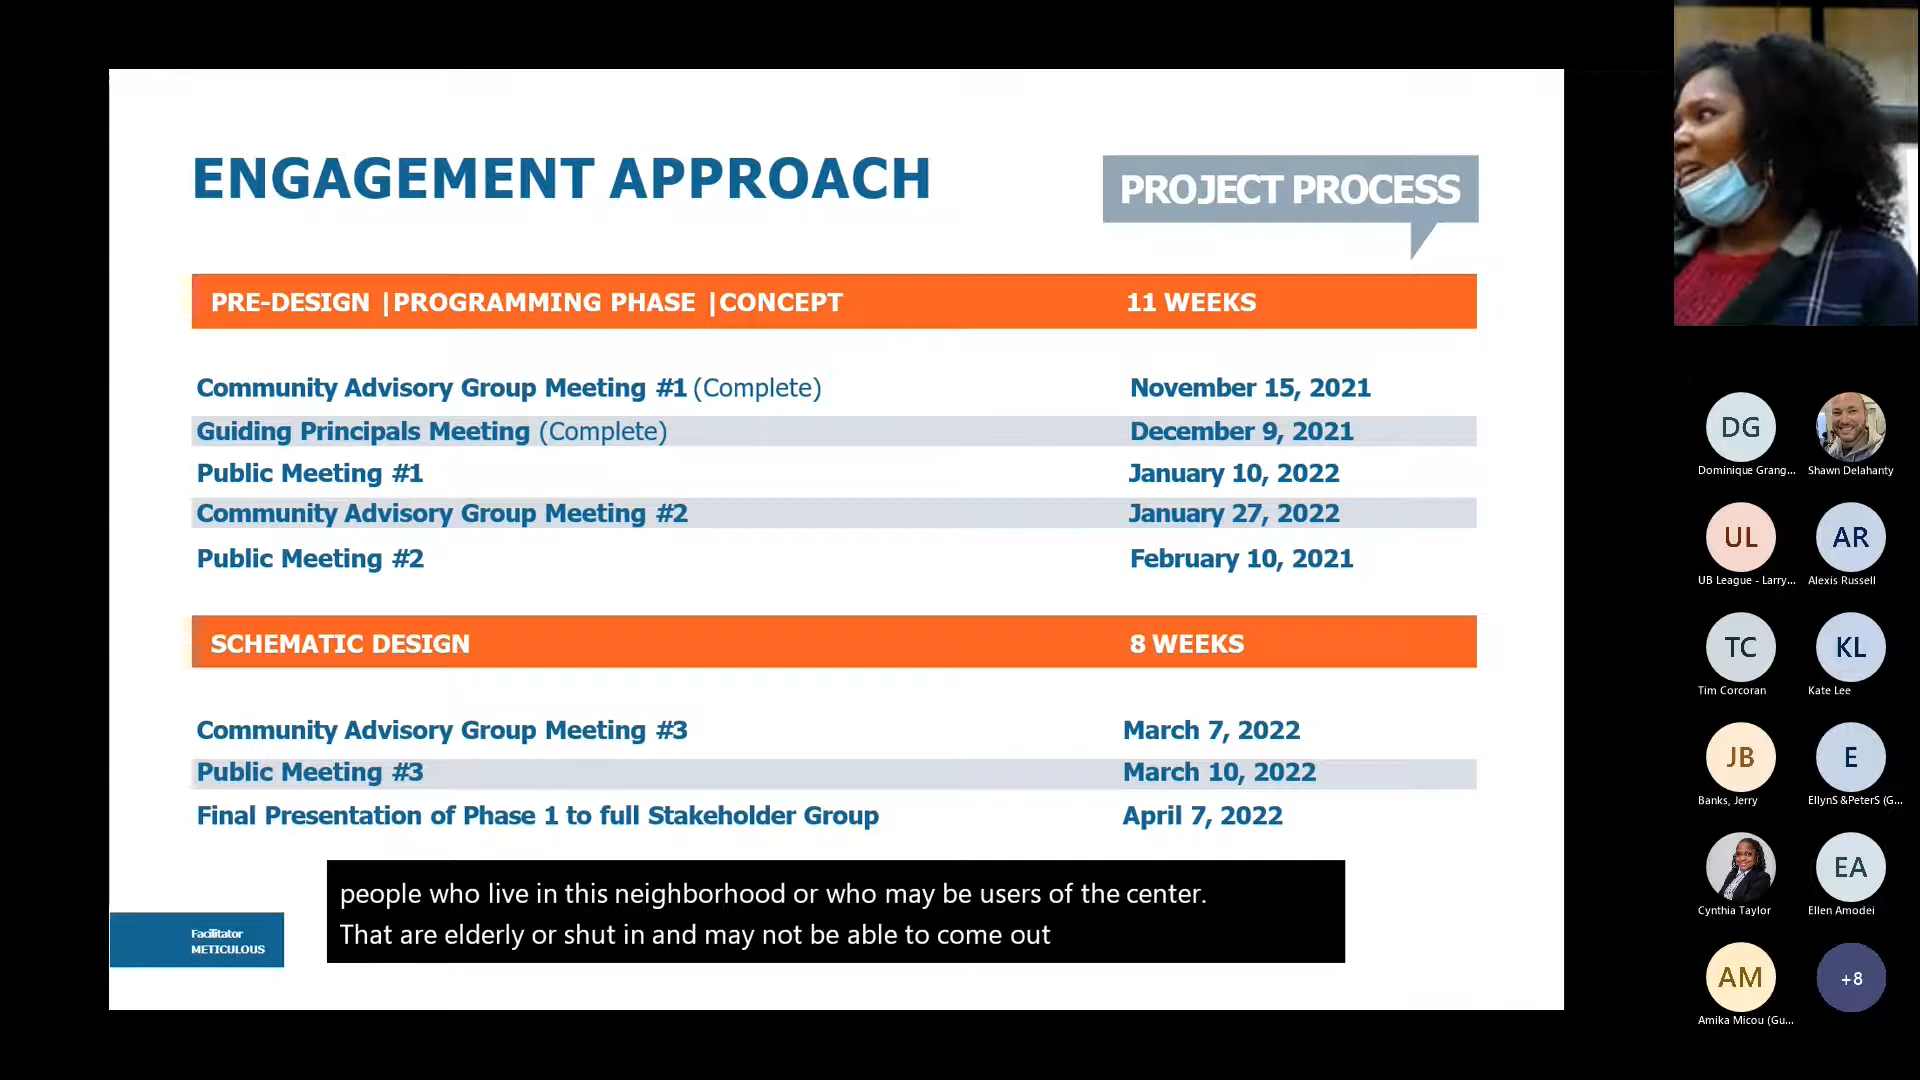 ENGAGEMENT APPROACH
PROJECT PROCESS
PRE-DESIGN |PROGRAMMING PHASE |CONCEPT 11 WEEKS
Community Advisory Group Meeting #1 (Complete) November 15, 2021
Guiding Principals Meeting (Complete) December 9, 2021
Public Meeting #1 January 10, 2022
Community Advisory Group Meeting #2 January 27, 2022
Public Meeting #2 February 10, 2021
SCHEMATIC DESIGN 8 WEEKS
Community Advisory Group Meeting #3 March 7, 2022
Public Meeting #3 March 10, 2022
Final Presentation of Phase 1 to full Stakeholder Group April 7, 2022
people who live in this neighborhood or who may be users of the center.
That are elderly or shut in and may not be able to come out
Facilitator
METICULOUS
DG
Dominique Grang...
Shawn Delahanty
UL AR
UB League - Larry... Alexis Russell
TC KL
Tim Corcoran Kate Lee
JB E
Banks, Jerry EllynS &PeterS (G...
EA
Cynthia Taylor Ellen Amodei
AM +8
Amika Micou (Gu...